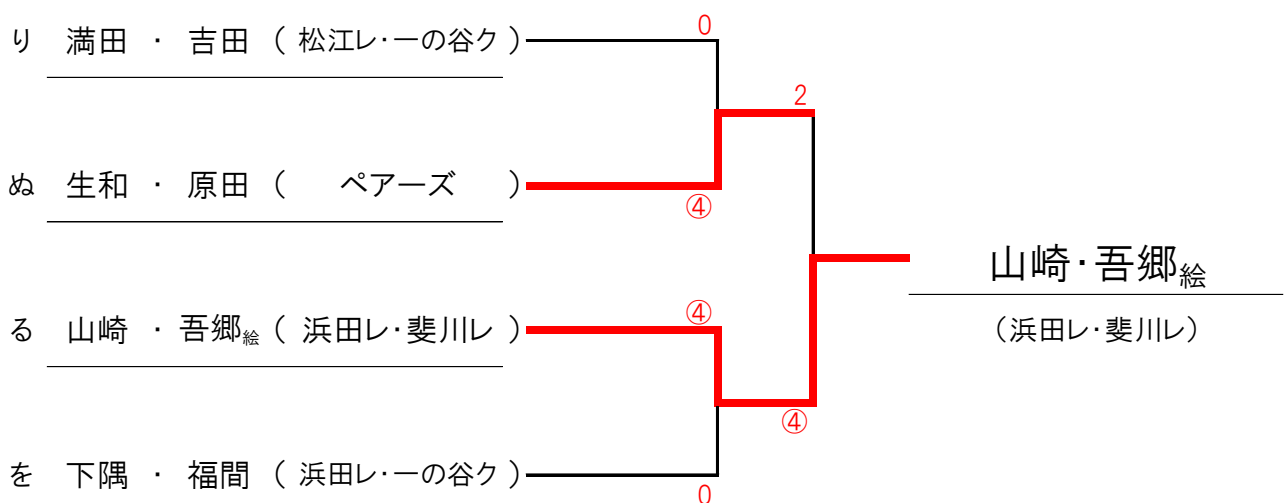 0
り 満田 ・ 吉田 ( 松江レ・一の谷ク )
2
ぬ 生和 ・ 原田 ( ペアーズ )
④
山崎・吾郷絵
④
る 山崎 ・ 吾郷絵 ( 浜田レ・斐川レ )
(浜田レ・斐川レ)
④
を 下隅 ・ 福間 ( 浜田レ・一の谷ク )
0